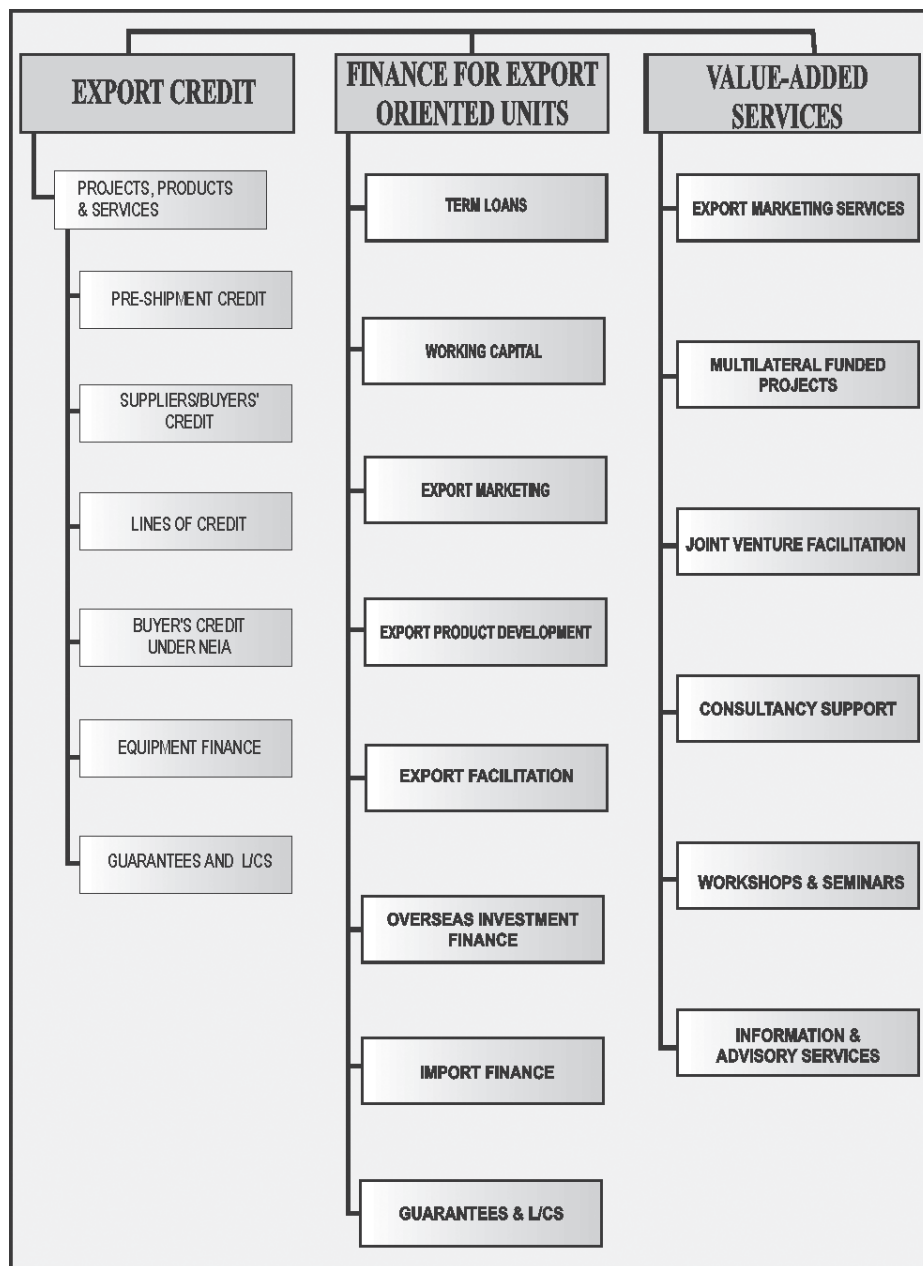 EXPORT CREDIT
PROJECTS, PRODUCTS
& SERVICES
PRE-SHIPMENT CREDIT
SUPPLIERS/BUYERS'
CREDIT
LINES OF CREDIT
BUYER'S CREDIT
UNDER NEIA
EQUIPMENT FINANCE
GUARANTEES AND L/CS
FINANCE FOR EXPORT
ORIENTED UNITS
TERM LOANS
WORKING CAPITAL
EXPORT MARKETING
EXPORT PRODUCT DEVELOPMENT
EXPORT FACILITATION
OVERSEAS INVESTMENT
FINANCE
IMPORT FINANCE
GUARANTEES & L/CS
VALUE-ADDED
SERVICES
EXPORT MARKETING SERVICES
MULTILATERAL FUNDED
PROJECTS
JOINT VENTURE FACILITATION
CONSULTANCY SUPPORT
WORKSHOPS & SEMINARS
INFORMATION &
ADVISORY SERVICES